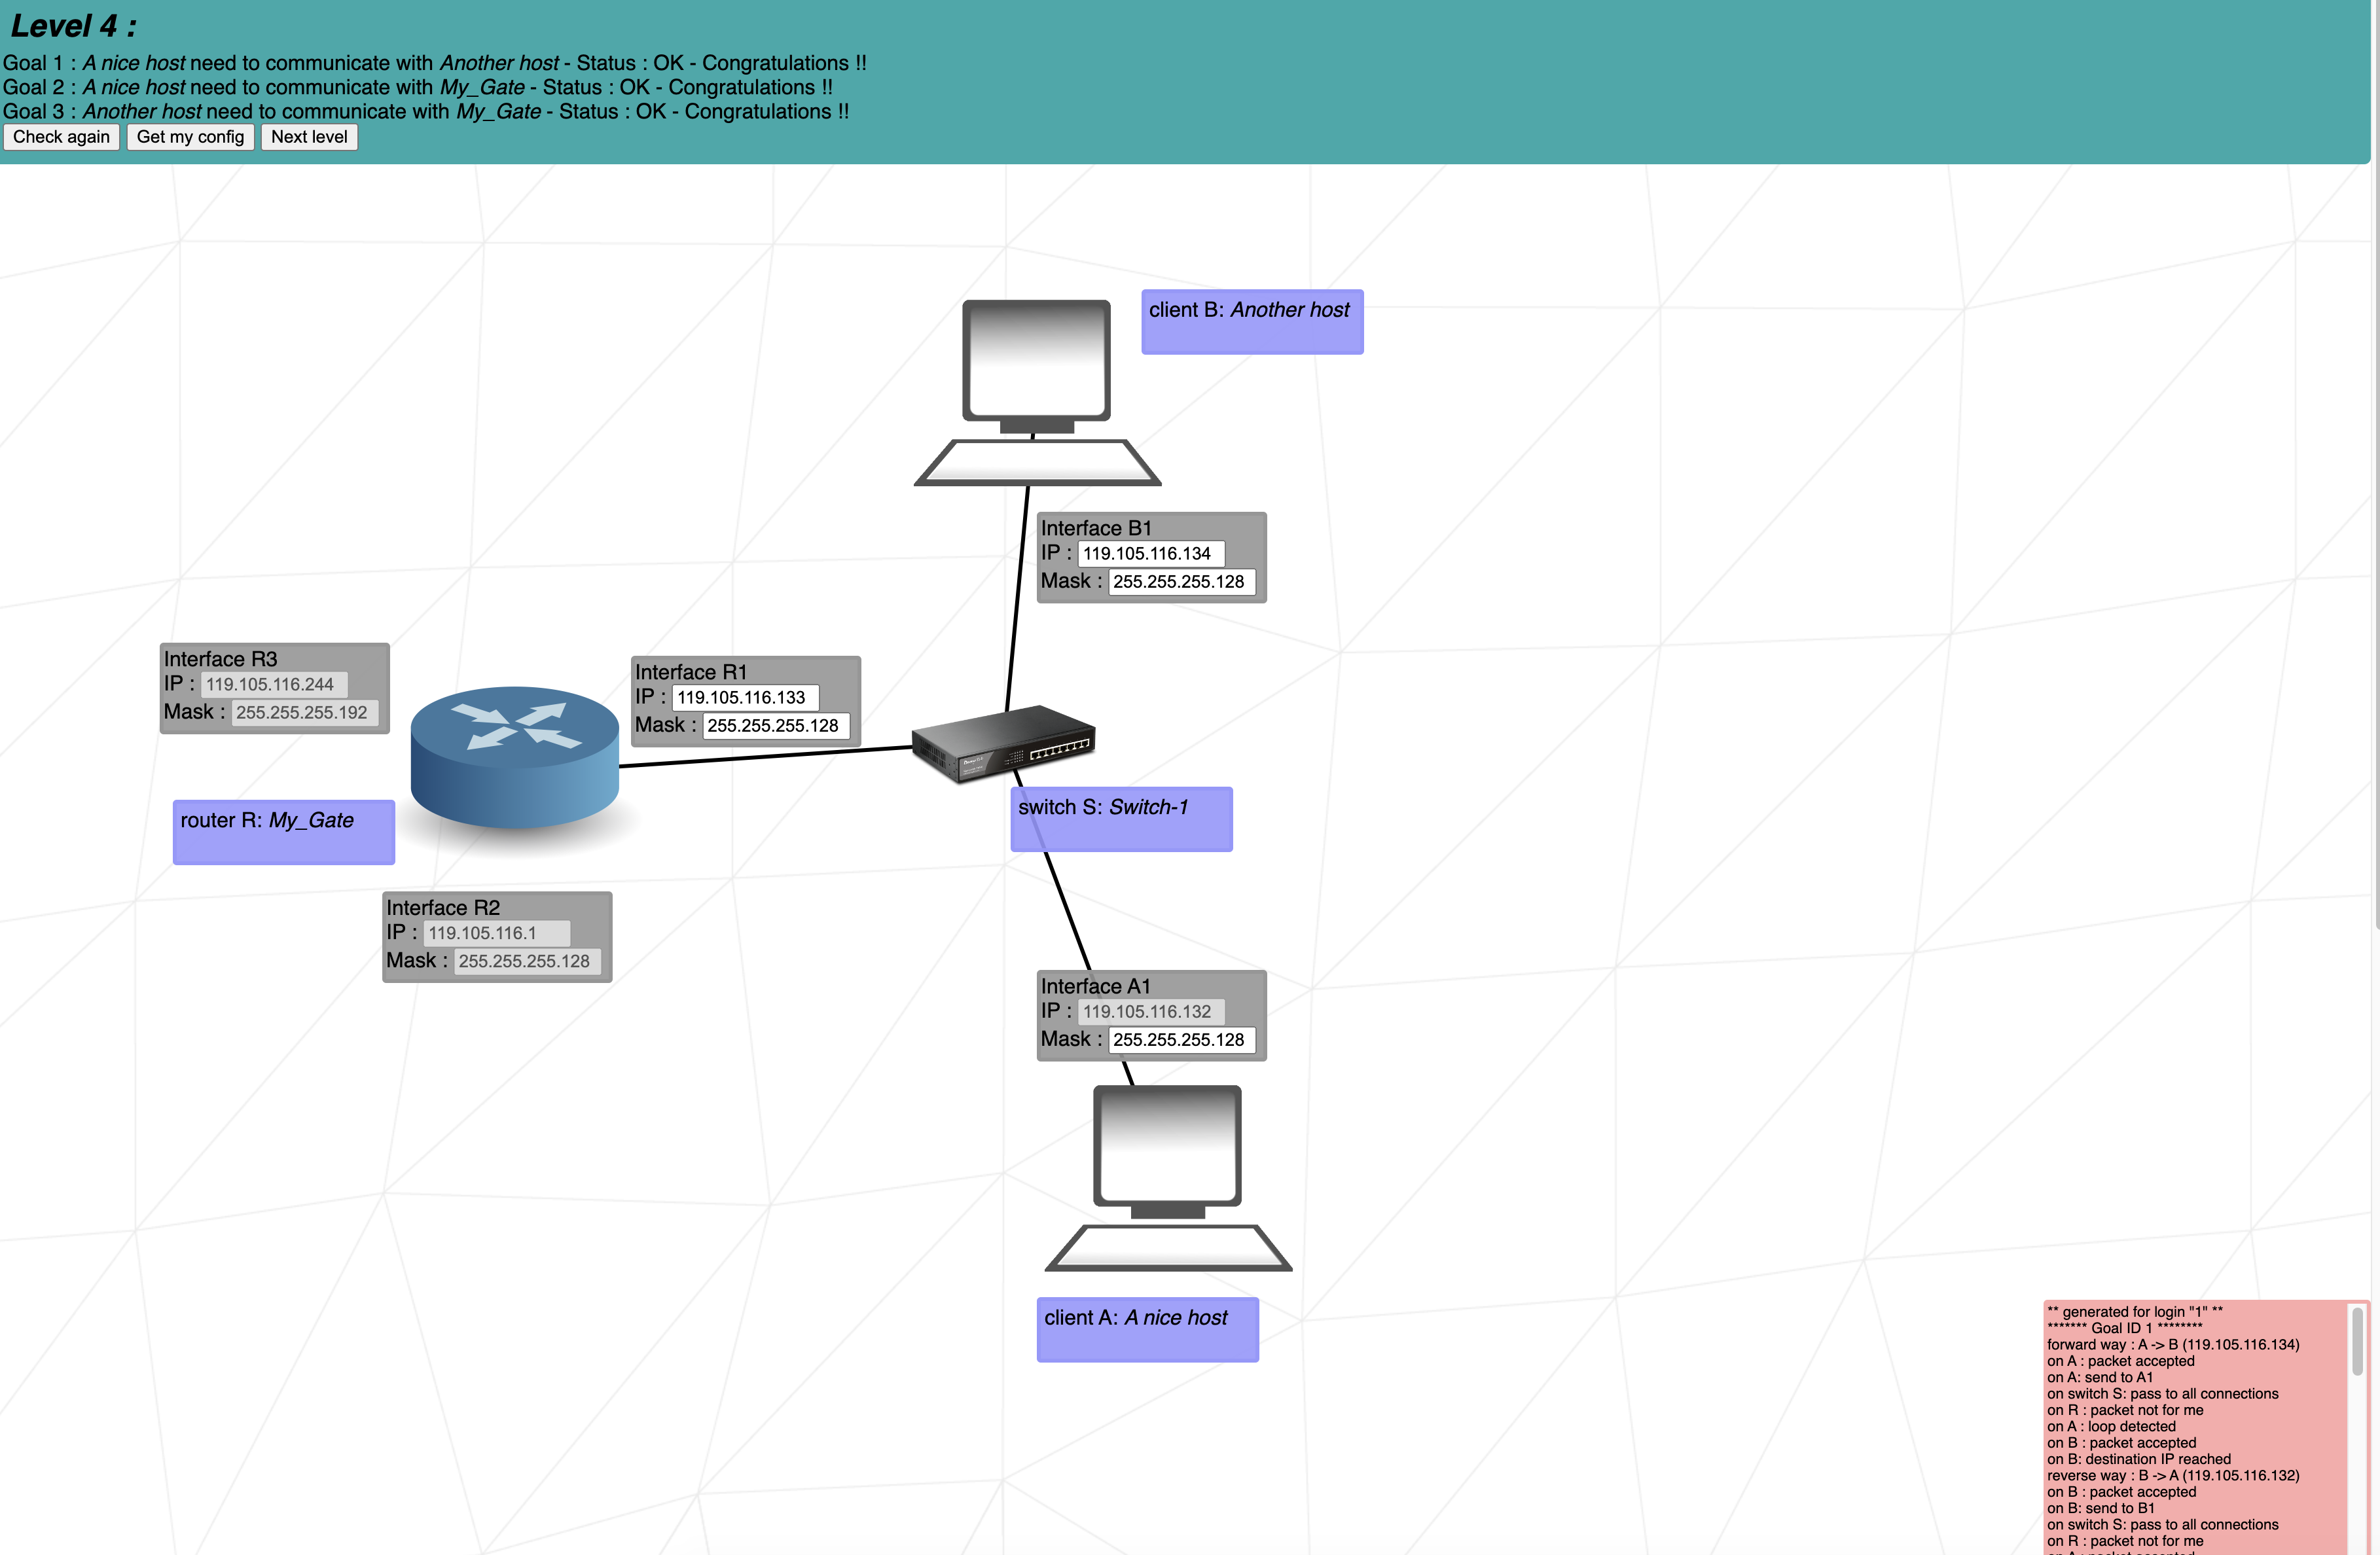 Level 4 :
Goal 1 : A nice host need to communicate with Another host - Status : OK - Congratulations !!
Goal 2 : A nice host need to communicate with My_Gate - Status : OK - Congratulations !!
Goal 3 : Another host need to communicate with My_Gate - Status : OK - Congratulations !!
Check again Get my config Next level
client B: Another host
Interface B1
IP : 119.105.116.134
Mask : 255.255.255.128
Interface R3
IP : 119.105.116.244
Mask : 255.255.255.192
Interface R1
IP : 119.105.116.133
Mask : 255.255.255.128
router R: My_Gate
switch S: Switch-1
Interface R2
IP : 119.105.116.1
Mask : 255.255.255.128
Interface A1
IP : 119.105.116.132
Mask : 255.255.255.128
client A: A nice host
** generated for login "1" **
******* Goal ID 1 ********
forward way : A -> B (119.105.116.134)
on A : packet accepted
on A: send to A1
on switch S: pass to all connections
on R : packet not for me
on A : loop detected
on B : packet accepted
on B: destination IP reached
reverse way : B -> A (119.105.116.132)
on B : packet accepted
on B: send to B1
on switch S: pass to all connections
on R : packet not for me